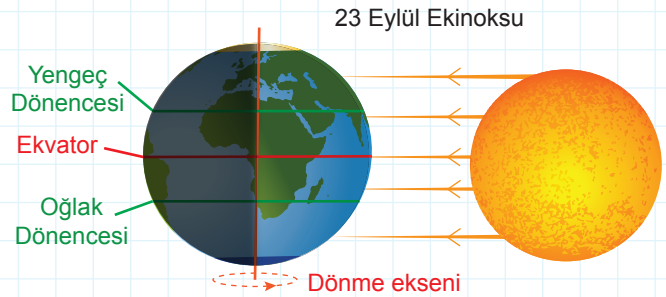 23 Eylül Ekinoksu
Yengeç
Dönencesi
Ekvator
Oğlak
Dönencesi
Dönme ekseni